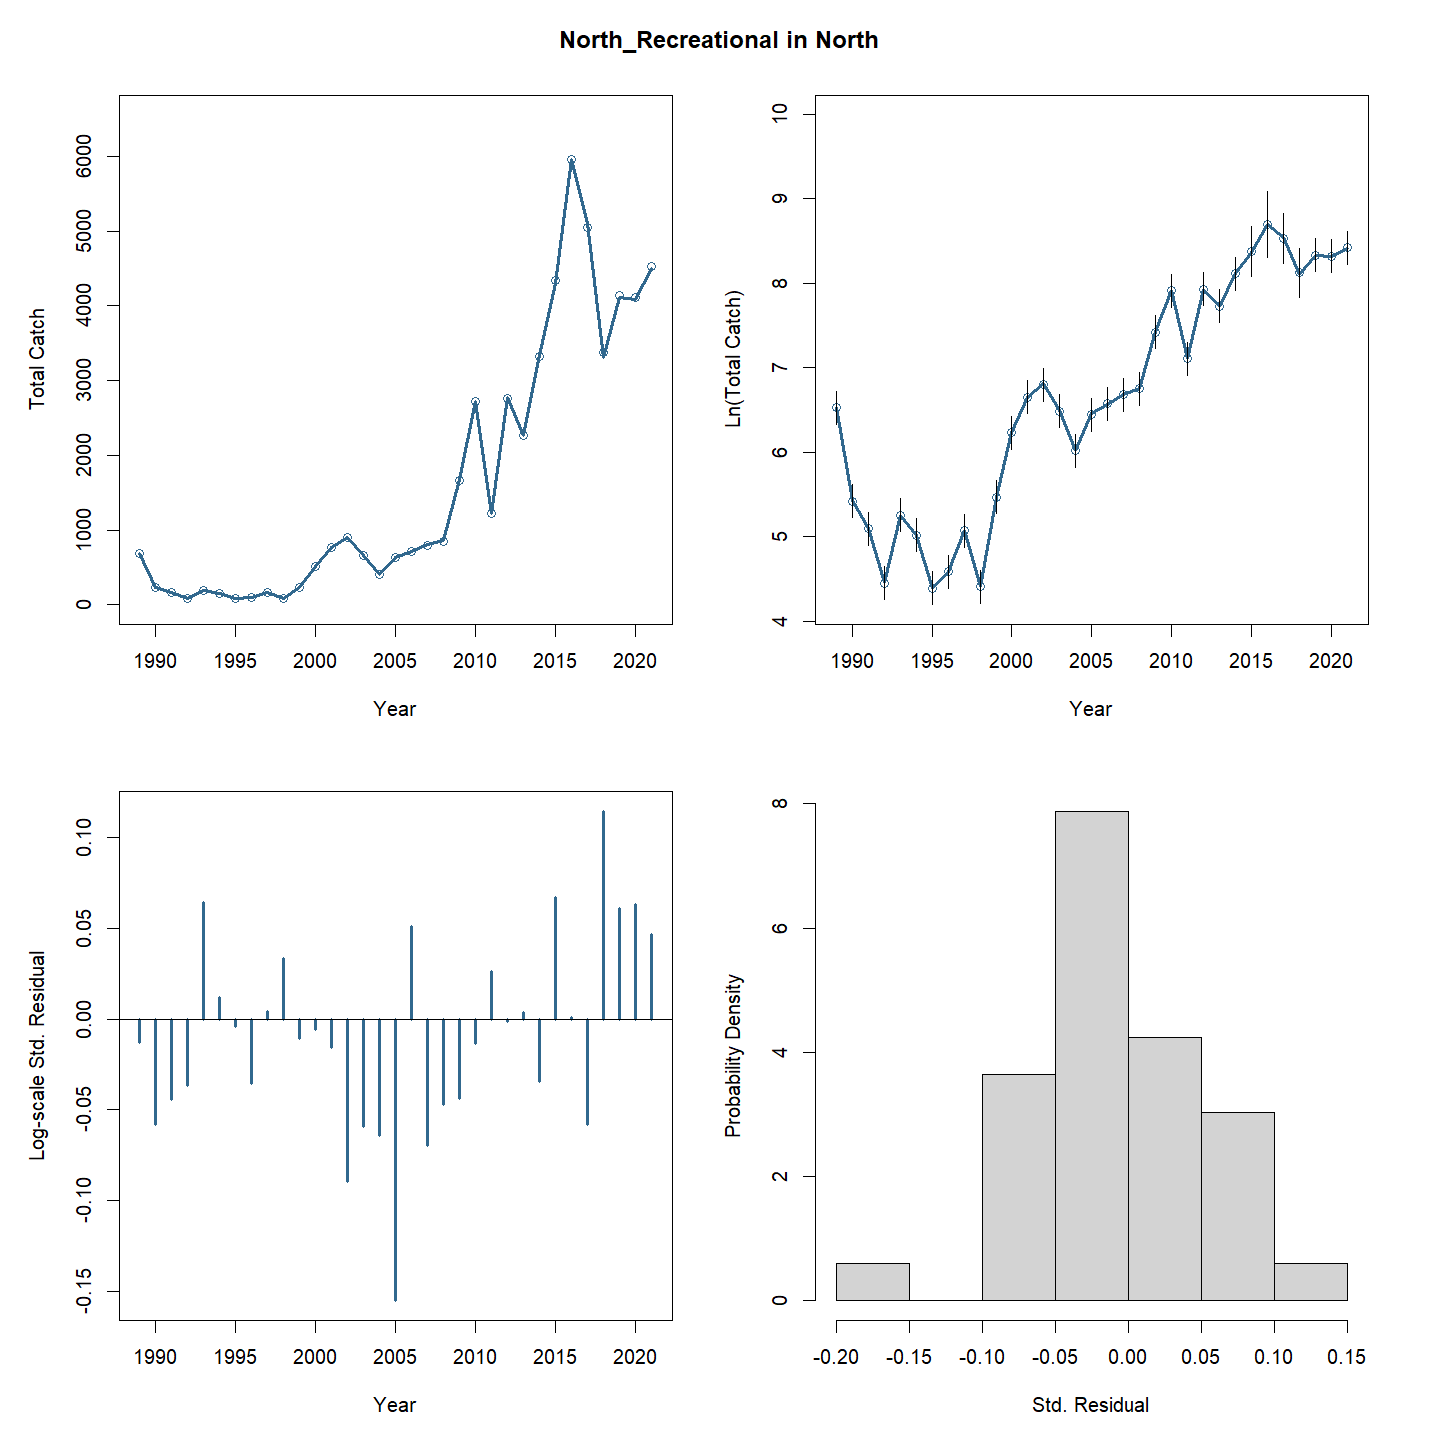 North_Recreational in North
Total Catch
6000
5000
4000
3000
2000
1000
0
1990 1995 2000 2005 2010 2015 2020
Year
Ln(Total Catch)
10
9
8
7
6
5
4
1990 1995 2000 2005 2010 2015 2020
Year
Log-scale Std. Residual
0.10
0.05
0.00
-0.05
-0.10
-0.15
1990 1995 2000 2005 2010 2015 2020
Year
Probability Density
8
6
4
2
0
-0.20 -0.15 -0.10 -0.05 0.00 0.05 0.10 0.15
Std. Residual